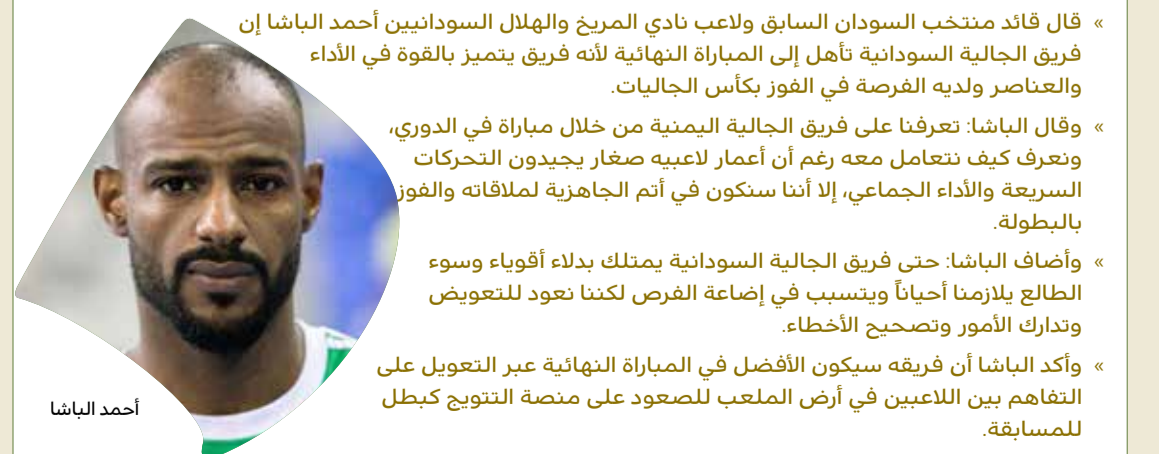 » قال قائد منتخب السودان السابق ولاعب نادي المريخ والهلال السودانيين أحمد الباشا إن
فريق الجالية السودانية تأهل إلى المباراة النهائية لأنه فريق يتميز بالقوة في الأداء
والعناصر ولديه الفرصة في الفوز بكأس الجاليات.
» وقال الباشا: تعرفنا على فريق الجالية اليمنية من خلال مباراة في الدوري،
ونعرف كيف نتعامل معه رغم أن أعمار لاعبيه صغار يجيدون التحركات
السريعة والأداء الجماعي، إلا أننا سنكون في أتم الجاهزية لملاقاته والفوز
بالبطولة.
» وأضاف الباشا: حتى فريق الجالية السودانية يمتلك بدلاء أقوياء وسوء
الطالع يلازمنا أحياناً ويتسبب في إضاعة الفرص لكننا نعود للتعويض
وتدارك الأمور وتصحيح الأخطاء.
» وأكد الباشا أن فريقه سيكون الأفضل في المباراة النهائية عبر التعويل على
التفاهم بين اللاعبين في أرض الملعب للصعود على منصة التتويج كبطل
للمسابقة.
أحمد الباشا